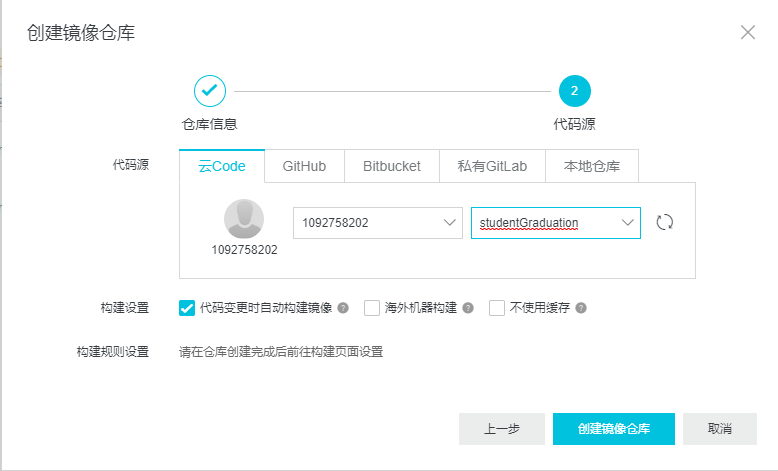 创建镜像仓库
2
仓库信息 代码源
代码源 云Code GitHub Bitbucket 私有GitLab 本地仓库
1092758202 studentGraduation
1092758202
构建设置 代码变更时自动构建镜像 ? 海外机器构建 ? 不使用缓存 ?
构建规则设置 请在仓库创建完成后前往构建页面设置
上一步 创建镜像仓库 取消